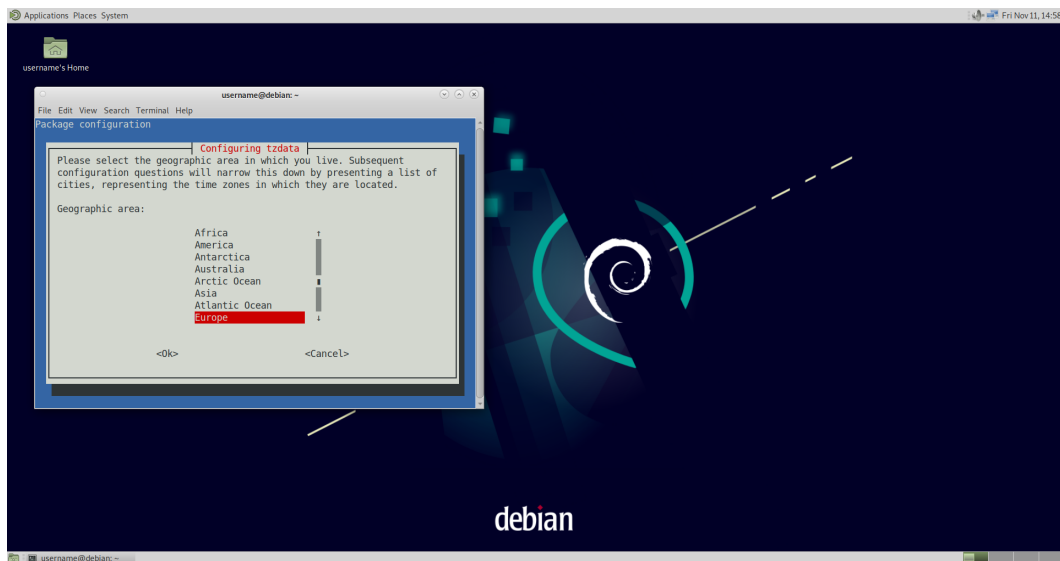 Applications Places System
Fri Nov 11, 14:58
username's Home
username@debian: ~
File Edit View Search Terminal Help
Package configuration
Configuring tzdata
Please select the geographic area in which you live. Subsequent
configuration questions will narrow this down by presenting a list of
cities, representing the time zones in which they are located.
Geographic area:
Africa
America
Antarctica
Australia
Arctic Ocean
Asia
Atlantic Ocean
Europe
<Ok> <Cancel>
debian
username@debian: ~